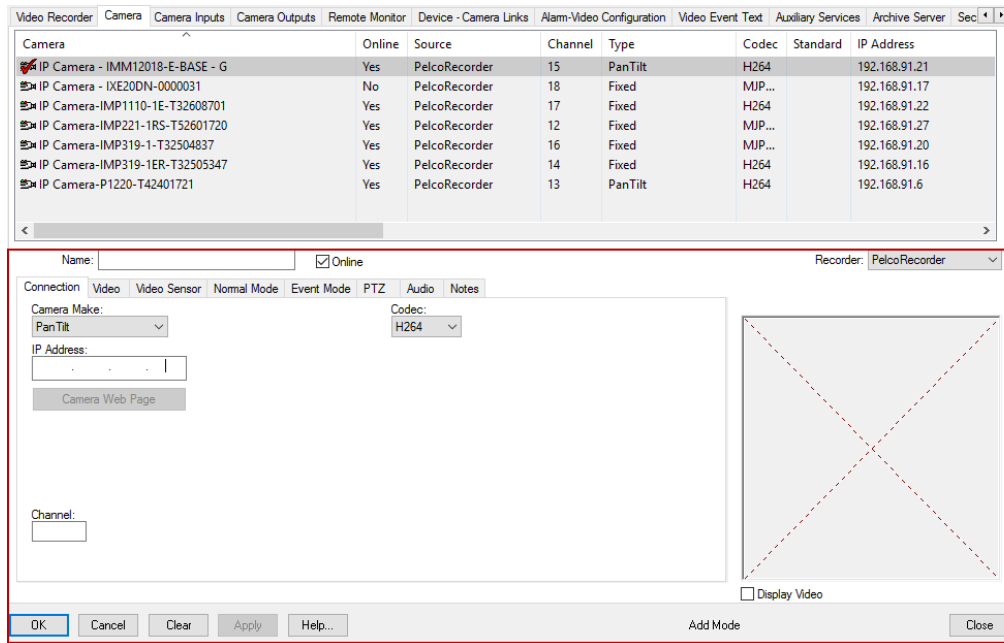 Video Recorder Camera Camera Inputs Camera Outputs Remote Monitor Device - Camera Links Alarm-Video Configuration Video Event Text Auxiliary Services Archive Server Sec
Camera Online Source Channel Type Codec Standard IP Address
IP Camera - IMM12018-E-BASE - G Yes PelcoRecorder 15 PanTilt H264 192.168.91.21
IP Camera - IXE20DN-0000031 No PelcoRecorder 18 Fixed MJP... 192.168.91.17
IP Camera-IMP1110-1E-T32608701 Yes PelcoRecorder 17 Fixed H264 192.168.91.22
IP Camera-IMP221-1RS-T52601720 Yes PelcoRecorder 12 Fixed MJP... 192.168.91.27
IP Camera-IMP319-1-T32504837 Yes PelcoRecorder 16 Fixed MJP... 192.168.91.20
IP Camera-IMP319-1ER-T32505347 Yes PelcoRecorder 14 Fixed H264 192.168.91.16
IP Camera-P1220-T42401721 Yes PelcoRecorder 13 PanTilt H264 192.168.91.6
Name: Online Recorder: PelcoRecorder
Connection Video Video Sensor Normal Mode Event Mode PTZ Audio Notes
Camera Make: Codec:
PanTilt H264
IP Address:
. . .
Camera Web Page
Channel:
Display Video
OK Cancel Clear Apply Help... Add Mode Close